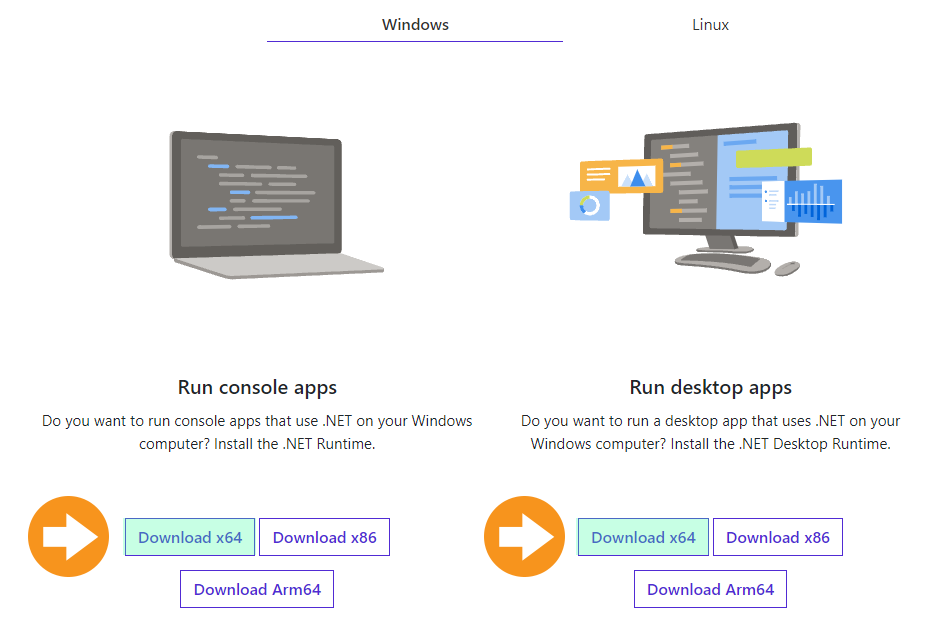 Windows
Linux
Run console apps
Do you want to run console apps that use .NET on your Windows
computer? Install the .NET Runtime.
Download x64
Download x86
Download Arm64
Run desktop apps
Do you want to run a desktop app that uses .NET on your
Windows computer? Install the .NET Desktop Runtime.
Download x64
Download x86
Download Arm64